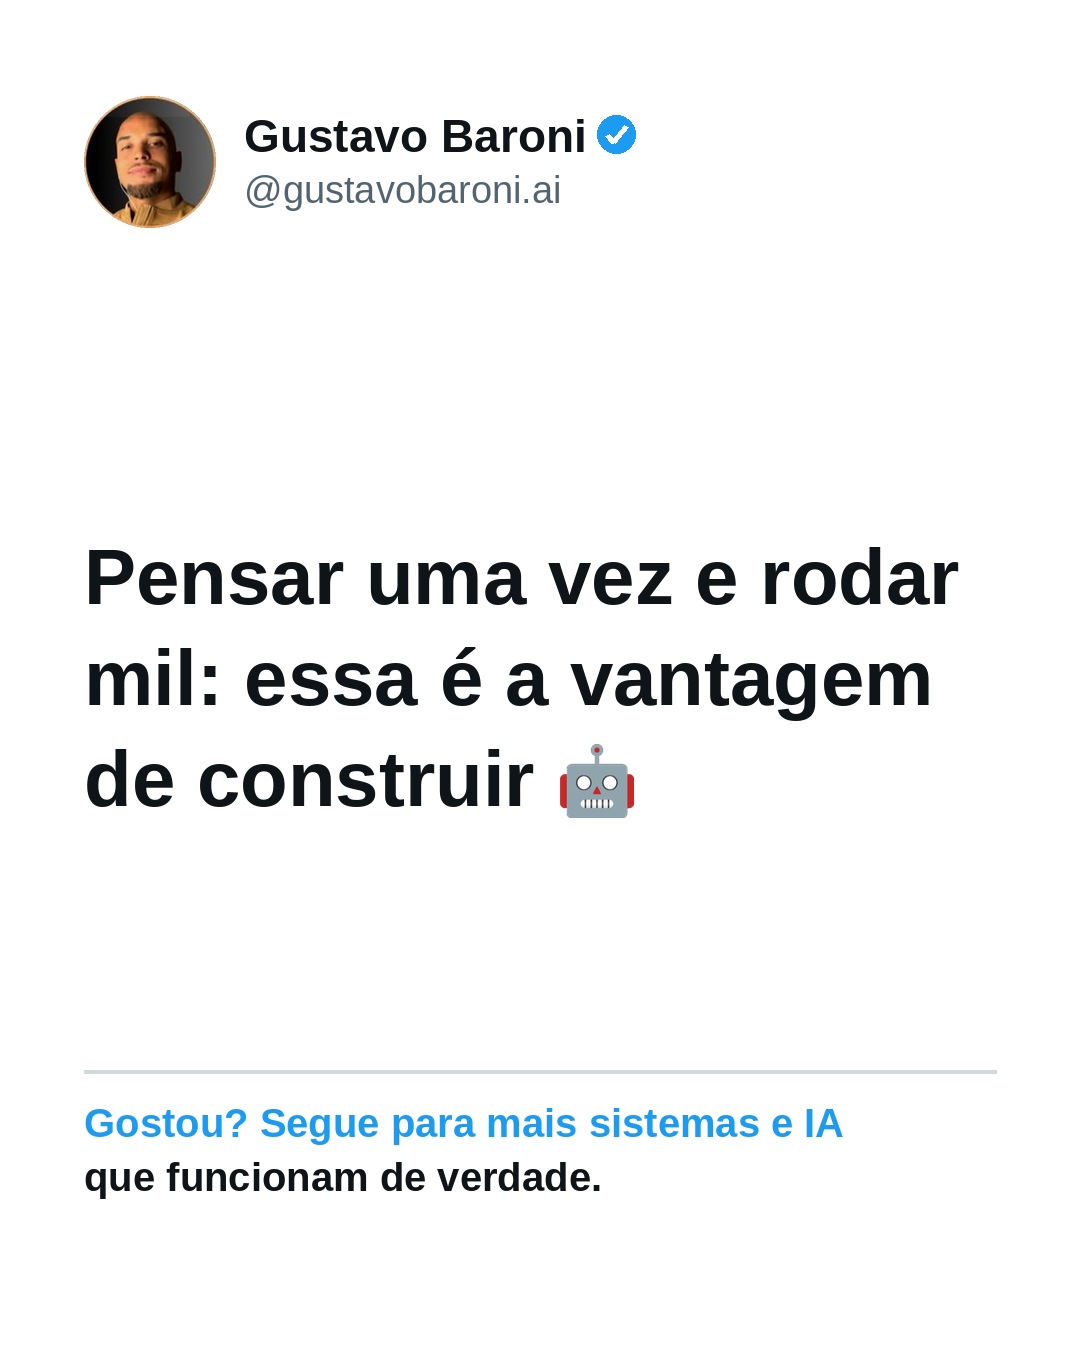 Gustavo Baroni
@gustavobaroni.ai
Pensar uma vez e rodar
mil: essa é a vantagem
de construir 🤖
Gostou? Segue para mais sistemas e IA
que funcionam de verdade.